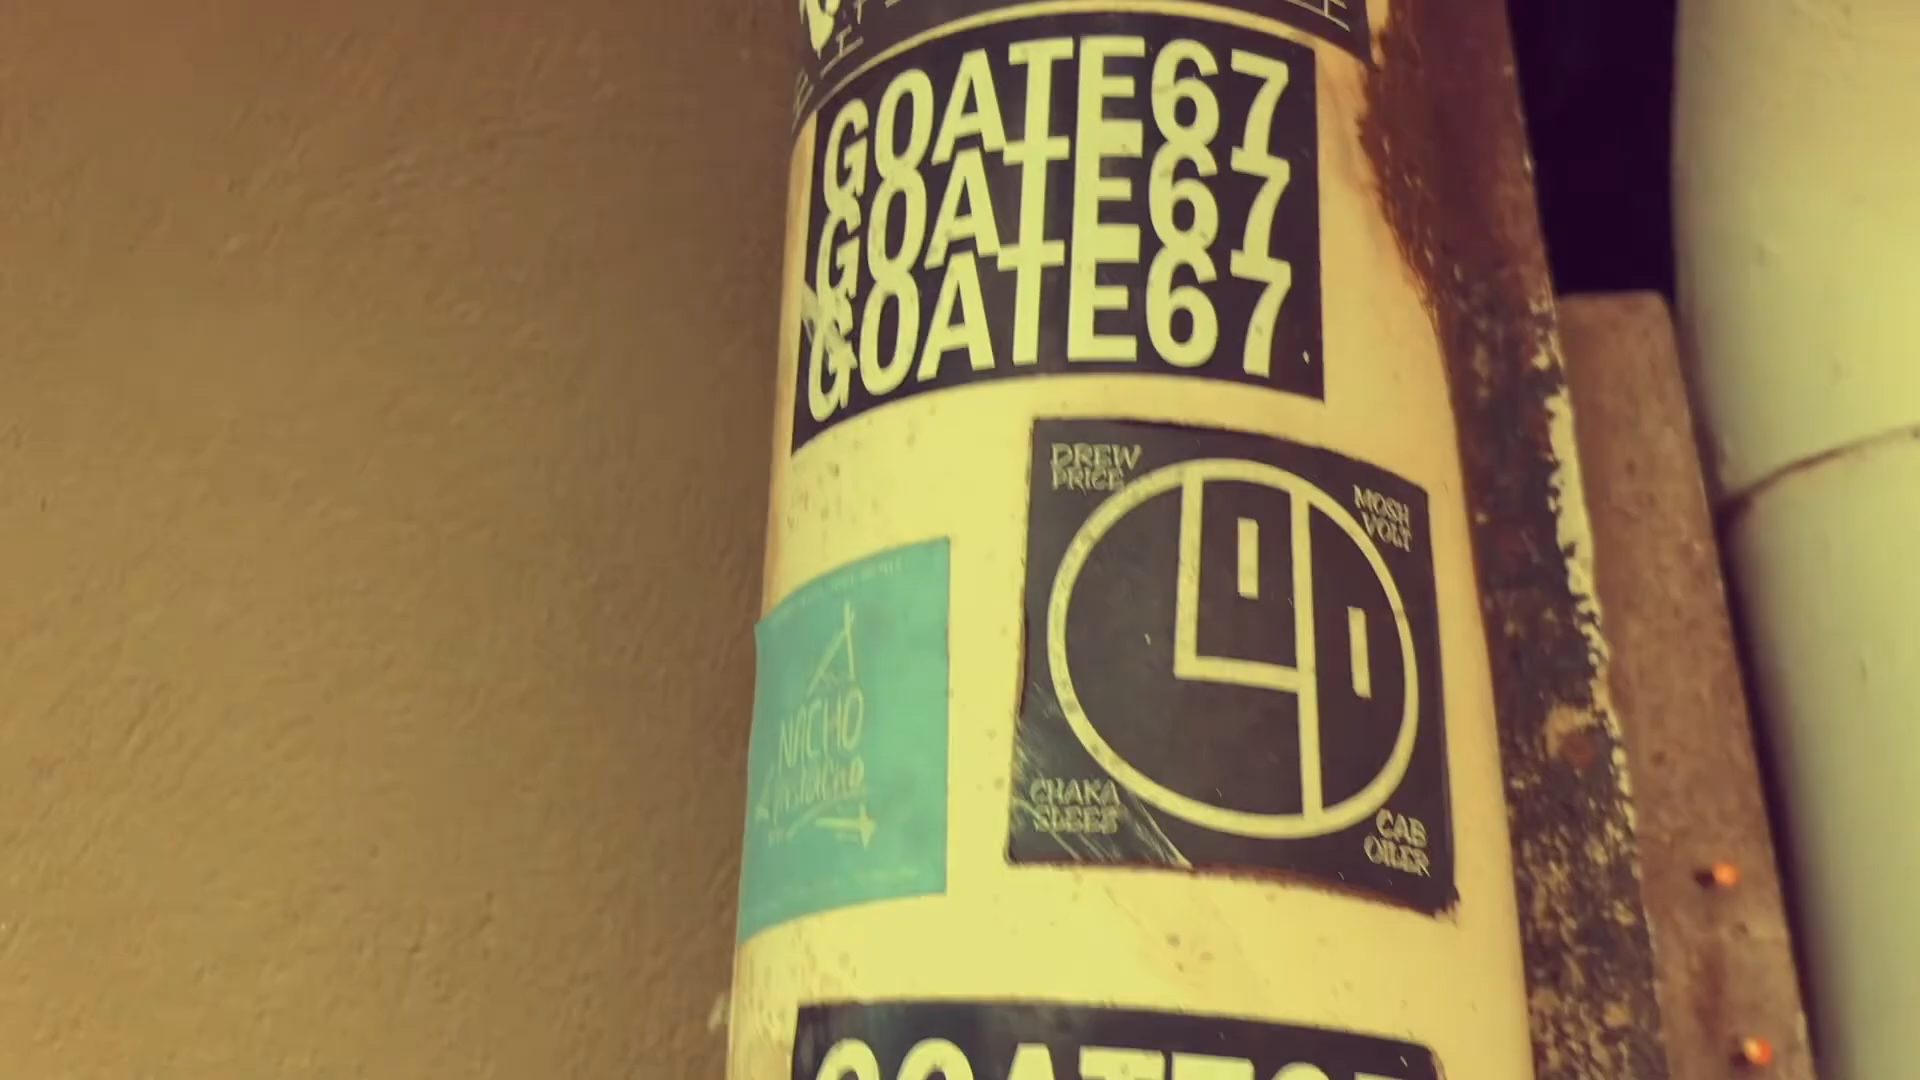 GOATE67
GOATE67
GOATE67
DREW
PRICE
MOSH
VOLT
NACHO
CHAKA
CAB
OILER